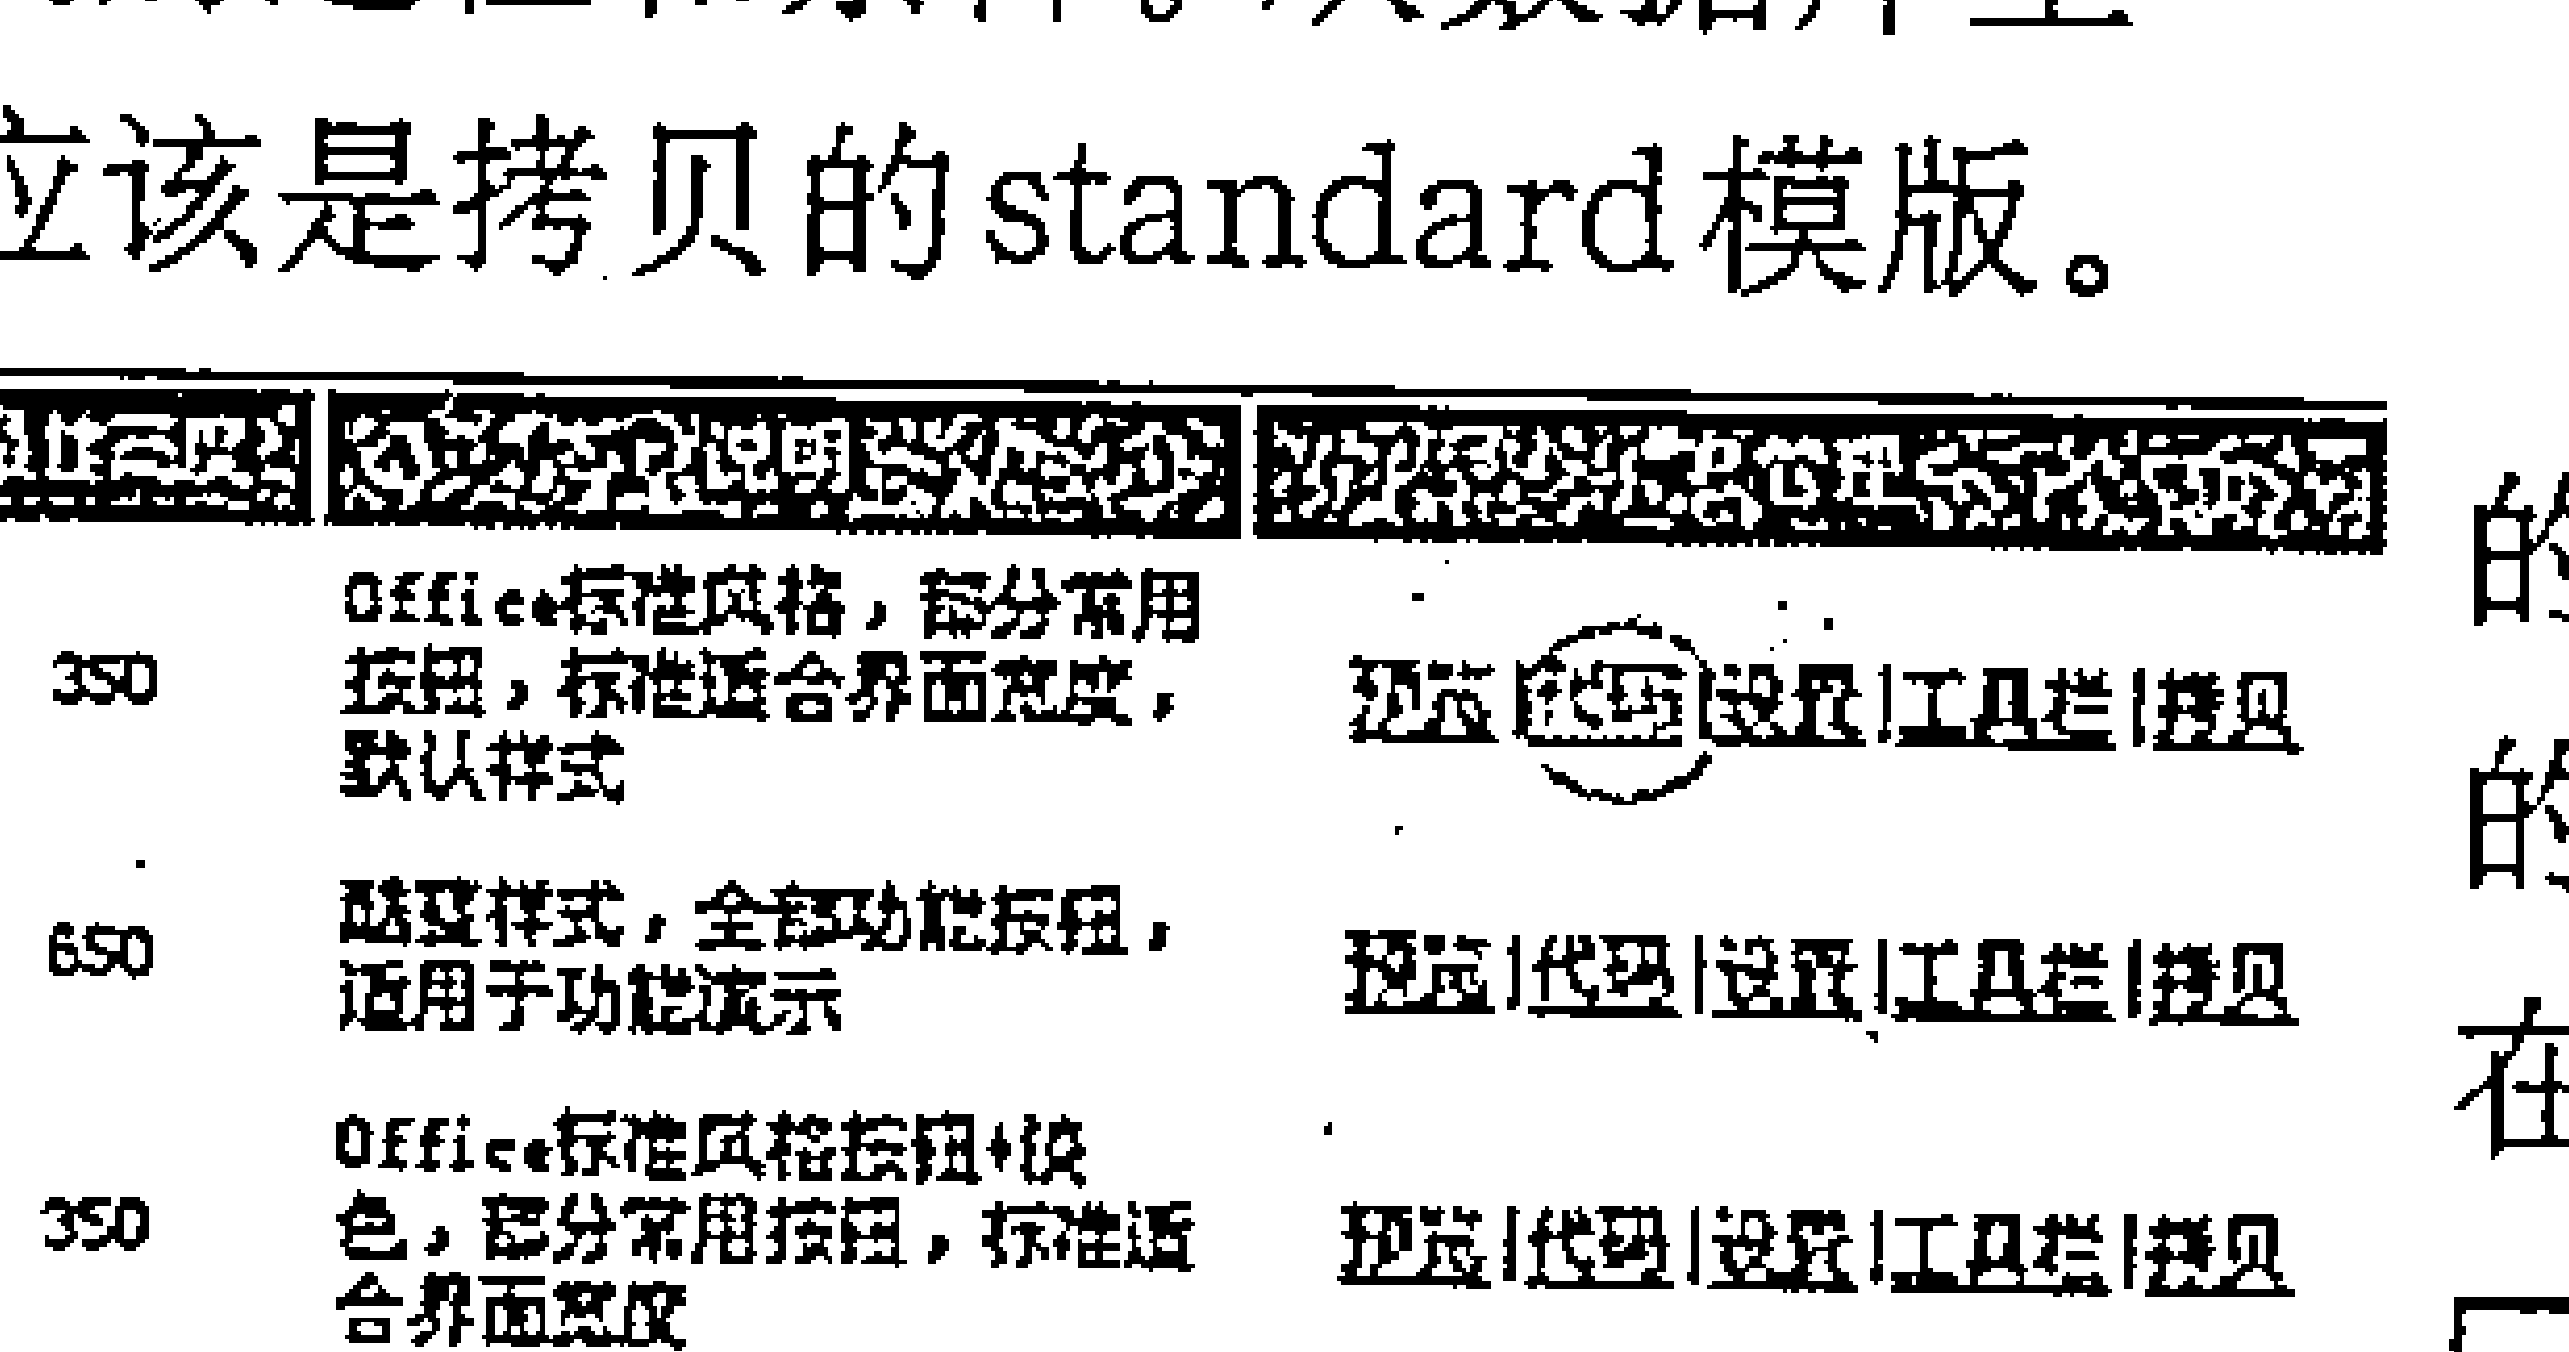 应该是拷贝的standard模版。
350
Office标准风格，部分常用
按钮，标准适合界面宽度，
默认样式
预览|代码|设置|工具栏|拷贝
650
酷蓝样式，全部功能按钮，
适用于功能演示
预览|代码|设置|工具栏|拷贝
350
Office标准风格按钮+
色，部分常用按钮，标准适
合界面宽度
预览|代码|设置|工具栏|拷贝
的
的
在